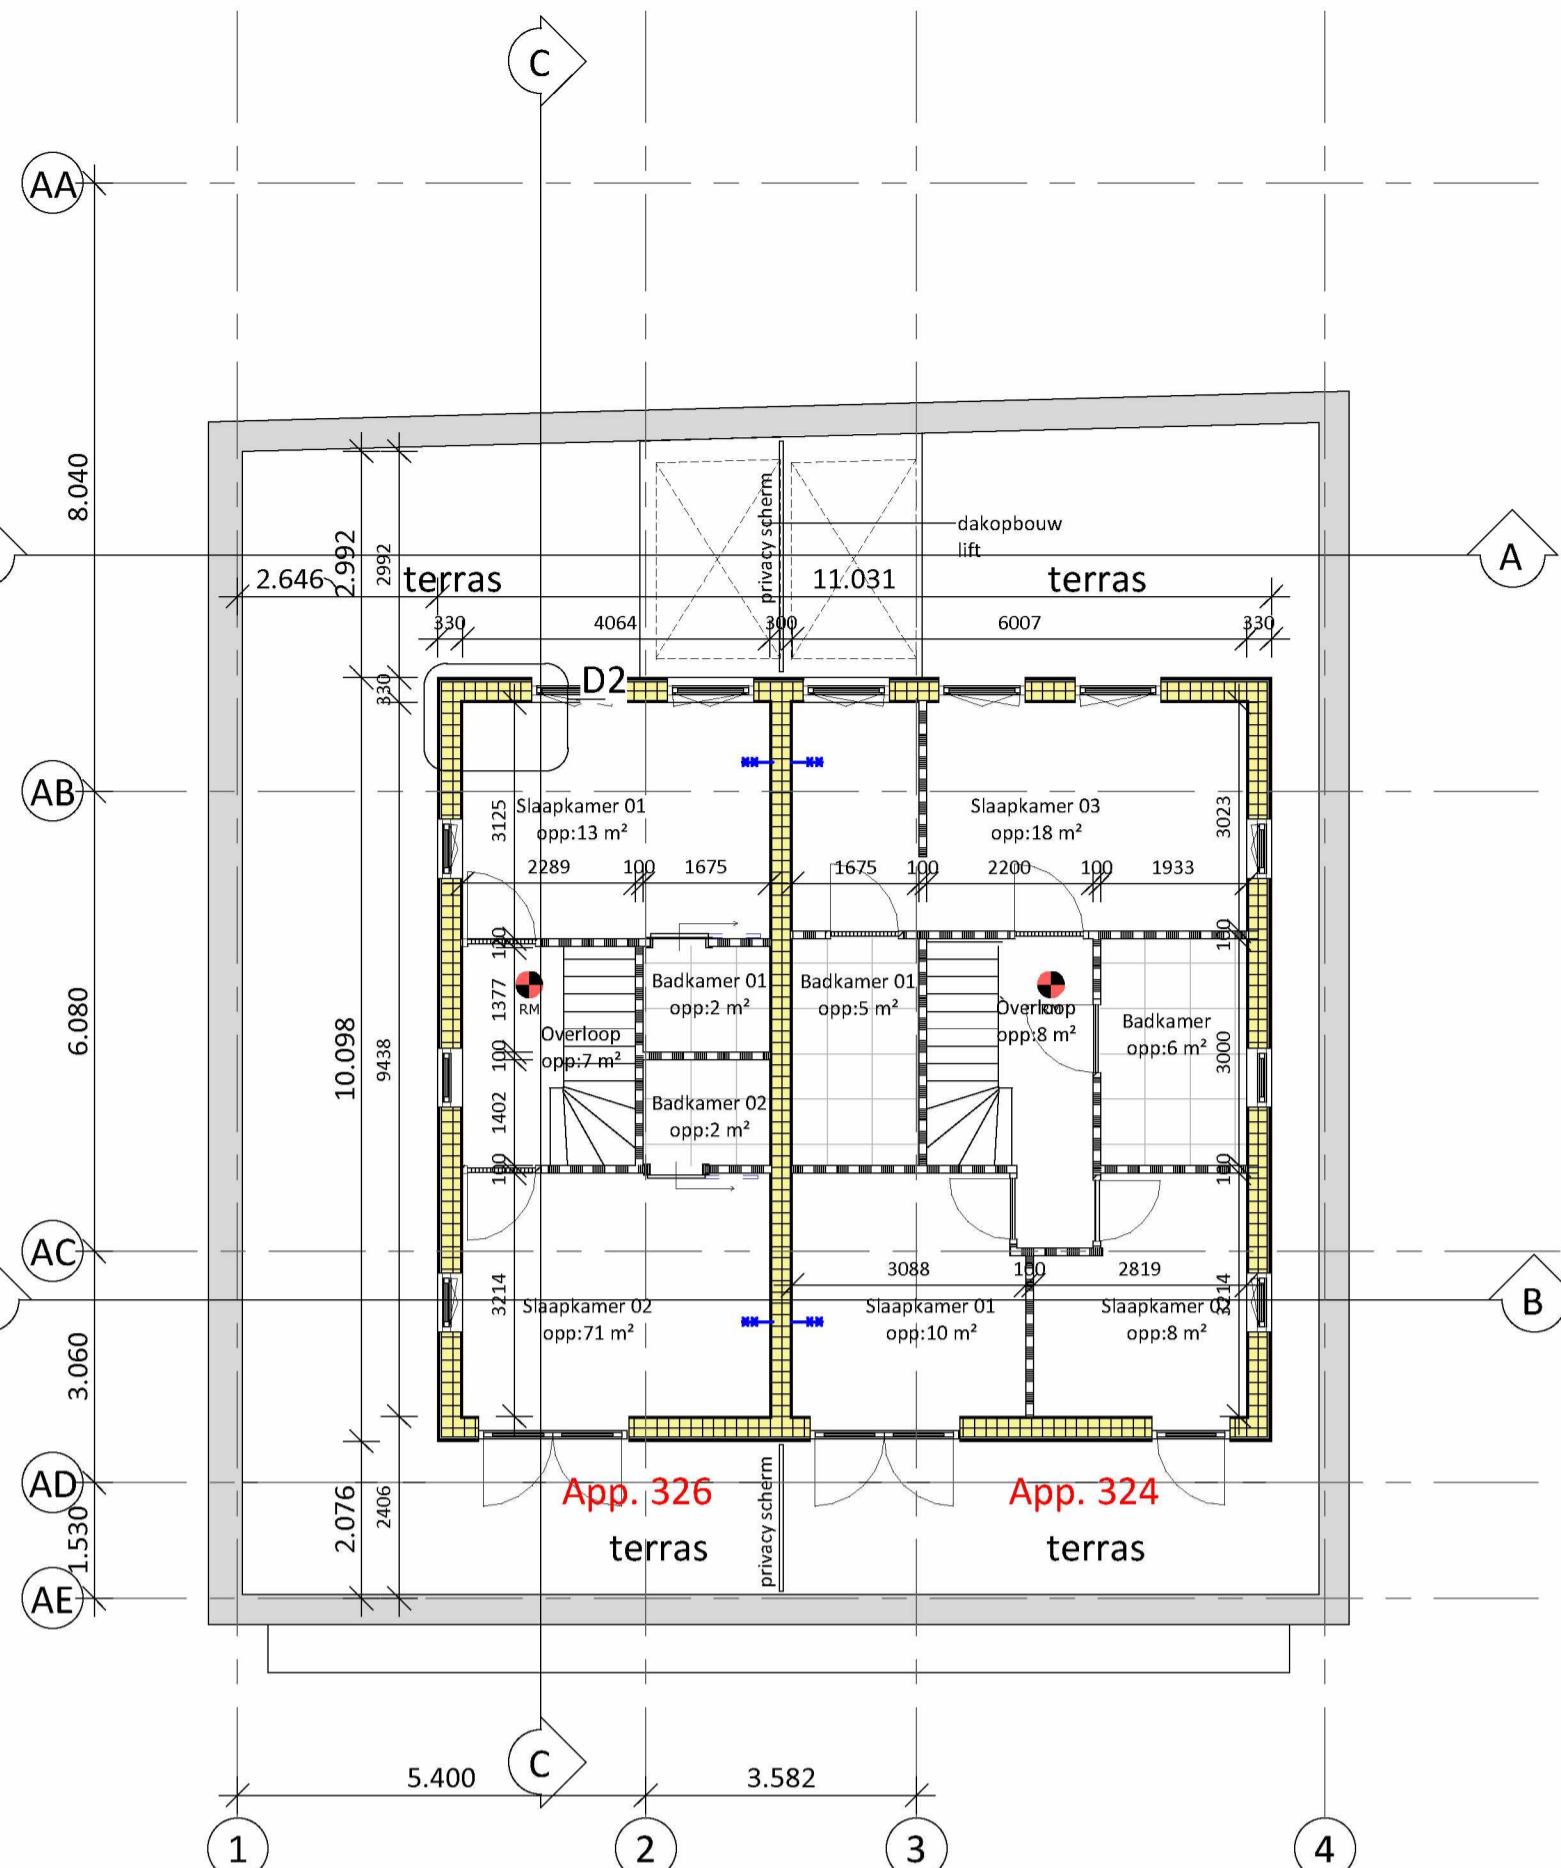 C
AA
8.040
privacy scherm
dakopbouw
lift
A
2.992
2992
2.646
terras
11.031
terras
330
4064
300
6007
330
D2
330
AB
3125
Slaapkamer 01
opp:13 m²
Slaapkamer 03
opp:18 m²
3023
2289
100
1675
1675
100
2200
100
1933
100
6.080
10.098
9438
1377
RM
Overloop
opp:7 m²
Badkamer 01
opp:2 m²
Badkamer 01
opp:5 m²
Overloop
opp:8 m²
Badkamer
opp:6 m²
3000
100
1402
Badkamer 02
opp:2 m²
100
100
AC
3088
100
2819
3214
Slaapkamer 02
opp:71 m²
Slaapkamer 01
opp:10 m²
Slaapkamer
opp:8 m²
3214
B
3.060
AD
2.076
2406
App. 326
privacy scherm
App. 324
1.530
terras
terras
AE
5.400
C
3.582
1
2
3
4